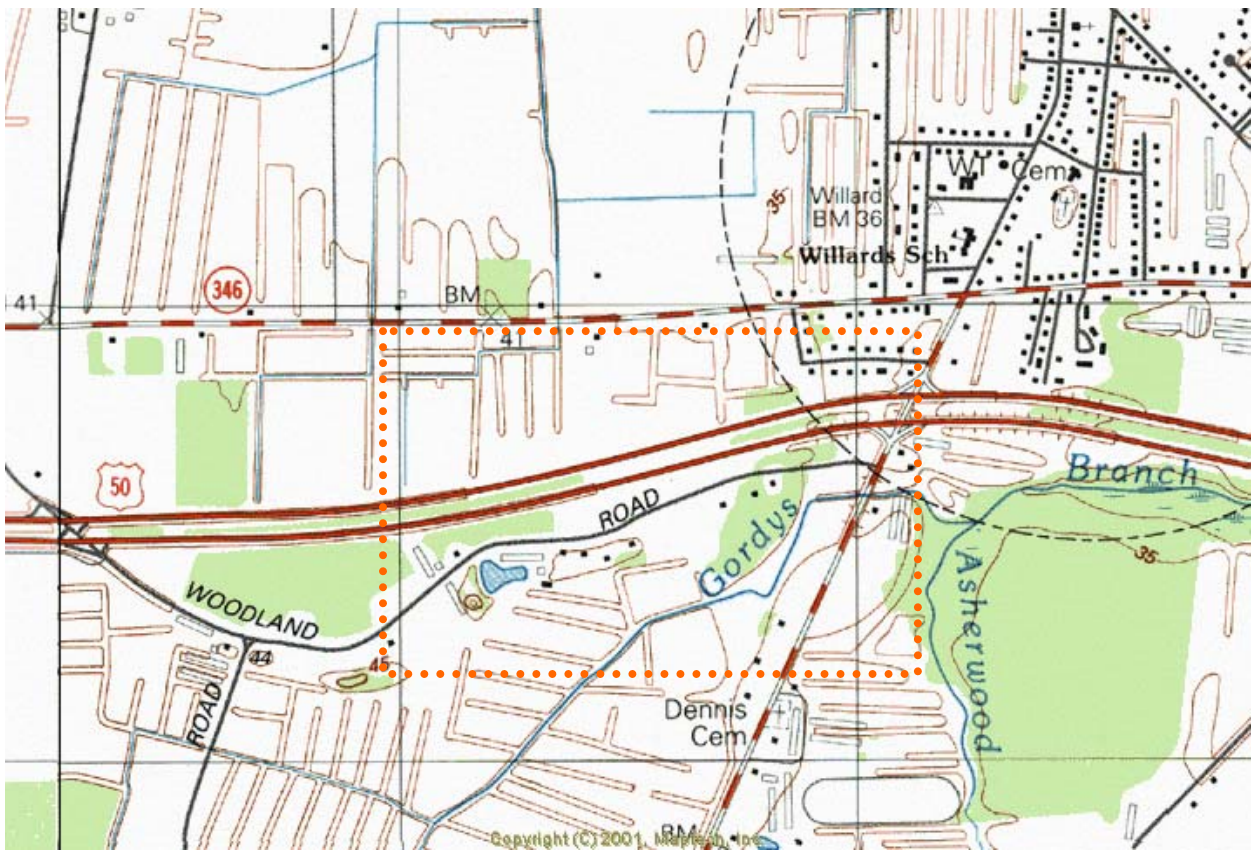 WT
Cem
Willard
BM 36
35
Willards Sch
346
41
BM
41
50
Branch
ROAD
Gordys
35
WOODLAND
Asherwood
44
45
ROAD
Dennis
Cem
BM
Copyright (C) 2001, Maptech, Inc.